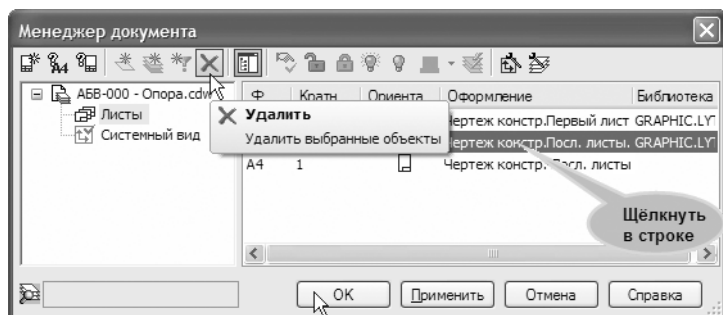 Менеджер документа
АБВ-000 - Опора.cdw
Листы
Системный вид
Ф Кратн Ориента Оформление Библиотека
Чертеж констр.Первый лист GRAPHIC.LYT
Чертеж констр.Посл. листы. GRAPHIC.LYT
А4 1 Чертеж констр. Посл. листы
Удалить
Удалить выбранные объекты
Щёлкнуть
в строке
OK Применить Отмена Справка